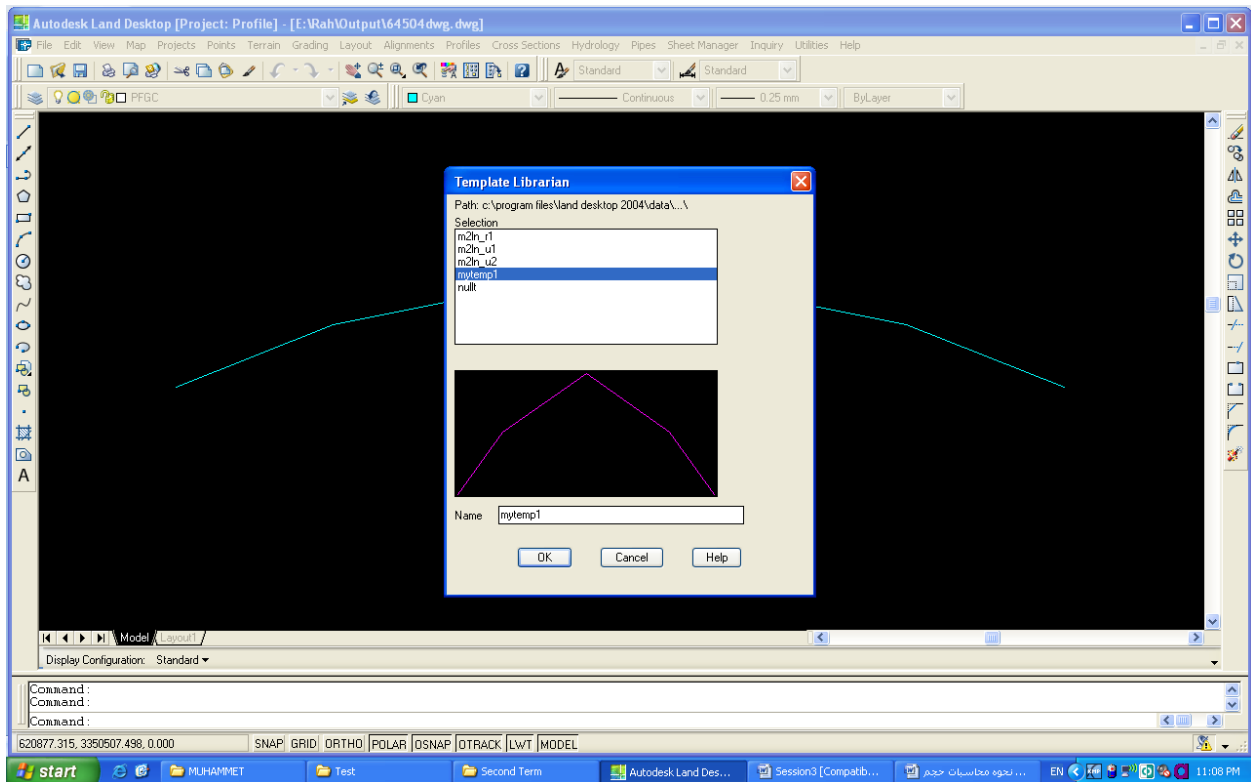 Autodesk Land Desktop [Project: Profile] - [E:\Rah\Output\64504dwg.dwg]
File Edit View Map Projects Points Terrain Grading Layout Alignments Profiles Cross Sections Hydrology Pipes Sheet Manager Inquiry Utilities Help
Standard Standard
PFGC Cyan Continuous 0.25 mm ByLayer
Template Librarian
Path: c:\program files\land desktop 2004\data\...\
Selection
m2ln_r1
m2ln_u1
m2ln_u2
mytemp1
nullt
Name mytemp1
OK Cancel Help
A
Model Layout1
Display Configuration: Standard
Command:
Command:
Command:
620877.315, 3350507.498, 0.000 SNAP GRID ORTHO POLAR OSNAP OTRACK LWT MODEL
start MUHAMMET Test Second Term Autodesk Land Des... Session3 [Compatib... نحوه محاسبات حجم ... EN 11:08 PM